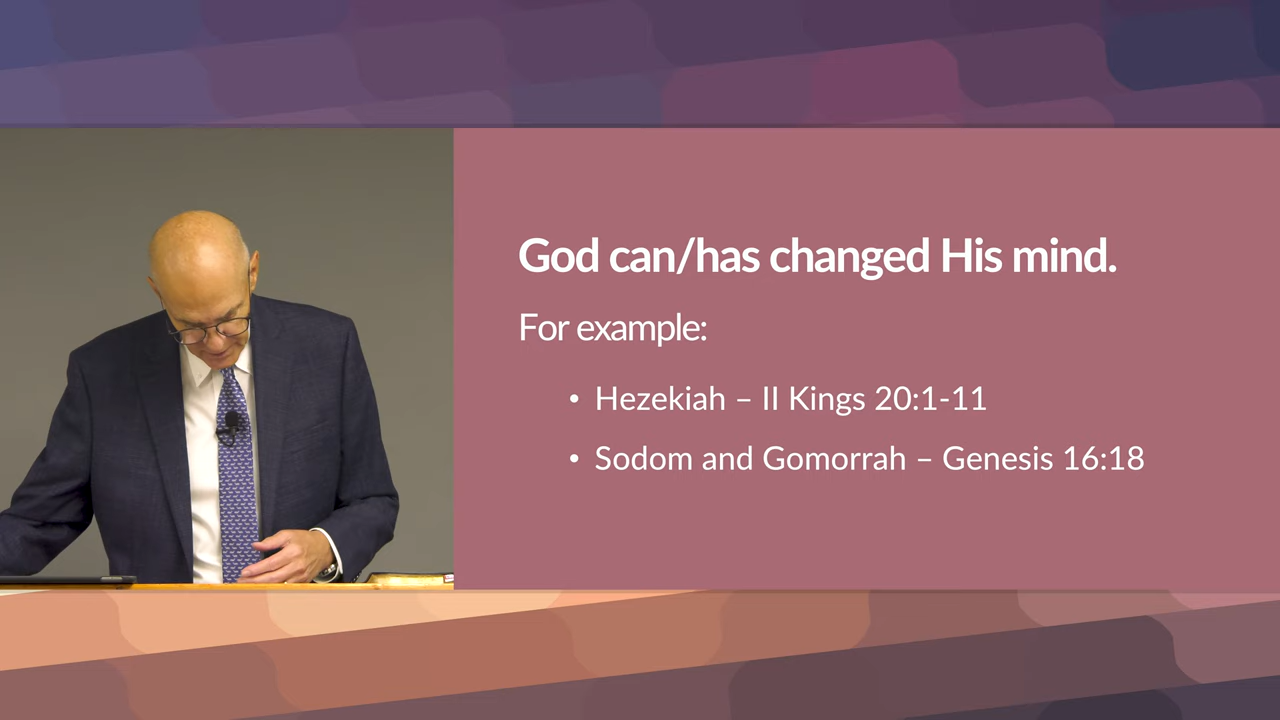 God can/has changed His mind.
For example:
• Hezekiah – II Kings 20:1-11
• Sodom and Gomorrah – Genesis 16:18